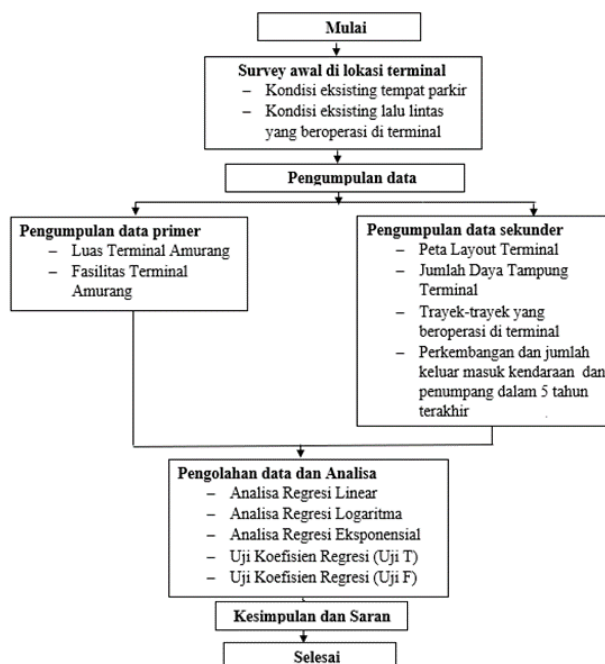 Mulai
Survey awal di lokasi terminal
– Kondisi eksisting tempat parkir
– Kondisi eksisting lalu lintas
yang beroperasi di terminal
Pengumpulan data
Pengumpulan data primer
– Luas Terminal Amurang
– Fasilitas Terminal
Amurang
Pengumpulan data sekunder
– Peta Layout Terminal
– Jumlah Daya Tampung
Terminal
– Trayek-trayek yang
beroperasi di terminal
– Perkembangan dan jumlah
keluar masuk kendaraan dan
penumpang dalam 5 tahun
terakhir
Pengolahan data dan Analisa
– Analisa Regresi Linear
– Analisa Regresi Logaritma
– Analisa Regresi Eksponensial
– Uji Koefisien Regresi (Uji T)
– Uji Koefisien Regresi (Uji F)
Kesimpulan dan Saran
Selesai